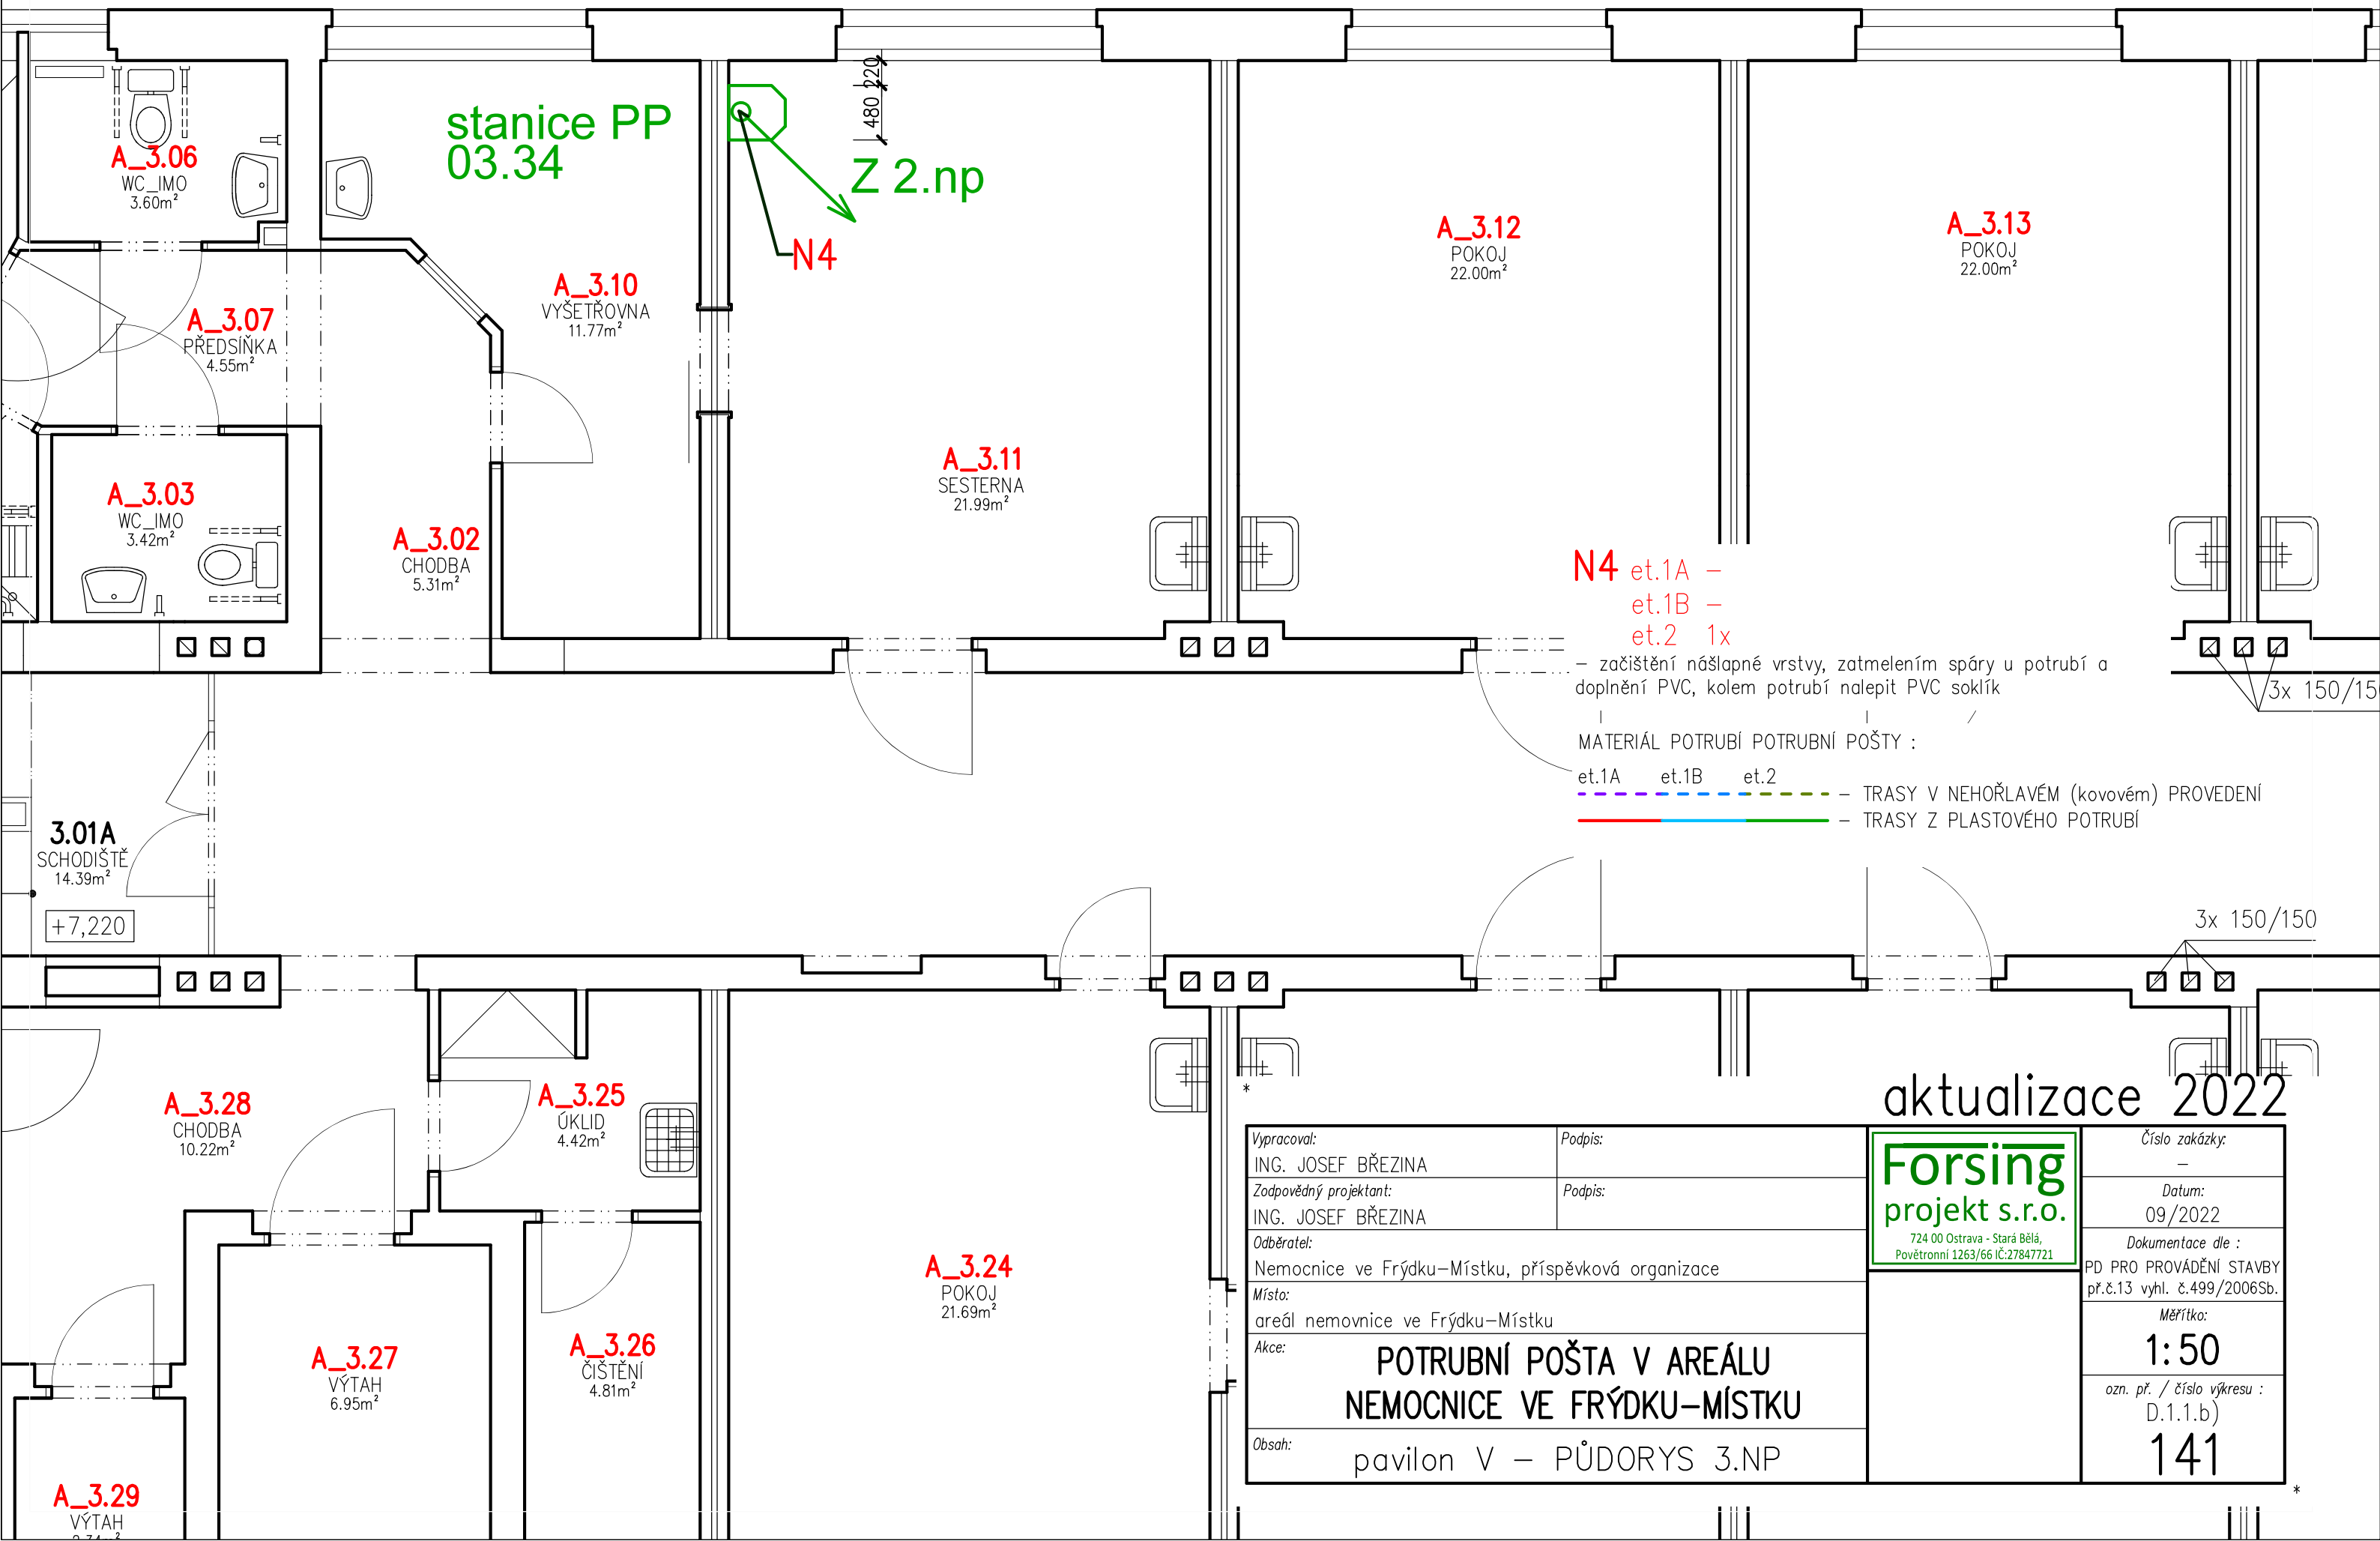 220
480
stanice PP
03.34
Z 2.np
N4
A_3.06
WC_IMO
3.60m²
A_3.12
POKOJ
22.00m²
A_3.13
POKOJ
22.00m²
A_3.10
VYŠETŘOVNA
11.77m²
A_3.07
PŘEDSÍŇKA
4.55m²
A_3.11
SESTERNA
21.99m²
A_3.03
WC_IMO
3.42m²
A_3.02
CHODBA
5.31m²
N4 et.1A –
et.1B –
et.2 1x
– začištění nášlapné vrstvy, zatmelením spáry u potrubí a
doplnění PVC, kolem potrubí nalepit PVC soklík
3x 150/15
MATERIÁL POTRUBÍ POTRUBNÍ POŠTY :
et.1A et.1B et.2
– TRASY V NEHOŘLAVÉM (kovovém) PROVEDENÍ
– TRASY Z PLASTOVÉHO POTRUBÍ
3.01A
SCHODIŠTĚ
14.39m²
+7,220
3x 150/150
A_3.28
CHODBA
10.22m²
A_3.25
ÚKLID
4.42m²
A_3.24
POKOJ
21.69m²
A_3.27
VÝTAH
6.95m²
A_3.26
ČIŠTĚNÍ
4.81m²
A_3.29
VÝTAH
*
aktualizace 2022
Vypracoval:
ING. JOSEF BŘEZINA
Podpis:
Zodpovědný projektant:
ING. JOSEF BŘEZINA
Podpis:
Odběratel:
Nemocnice ve Frýdku–Místku, příspěvková organizace
Místo:
areál nemovnice ve Frýdku–Místku
Akce:
POTRUBNÍ POŠTA V AREÁLU
NEMOCNICE VE FRÝDKU–MÍSTKU
Obsah:
pavilon V – PŮDORYS 3.NP
Forsing
projekt s.r.o.
724 00 Ostrava - Stará Bělá,
Povětronní 1263/66 IČ:27847721
Číslo zakázky:
–
Datum:
09/2022
Dokumentace dle :
PD PRO PROVÁDĚNÍ STAVBY
př.č.13 vyhl. č.499/2006Sb.
Měřítko:
1:50
ozn. př. / číslo výkresu :
D.1.1.b)
141
*